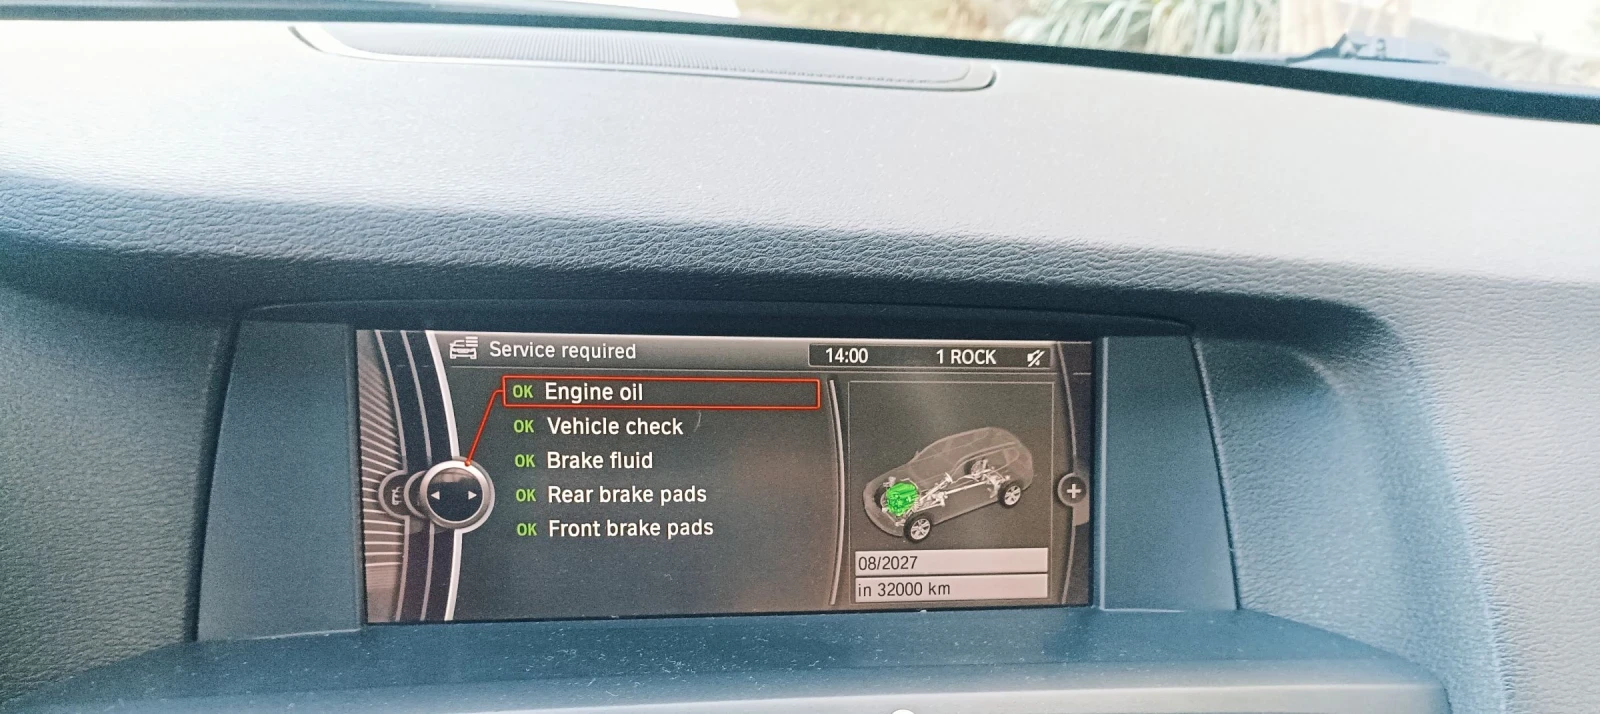 Service required
14:00 1 ROCK
OK Engine oil
OK Vehicle check
OK Brake fluid
OK Rear brake pads
OK Front brake pads
08/2027
in 32000 km